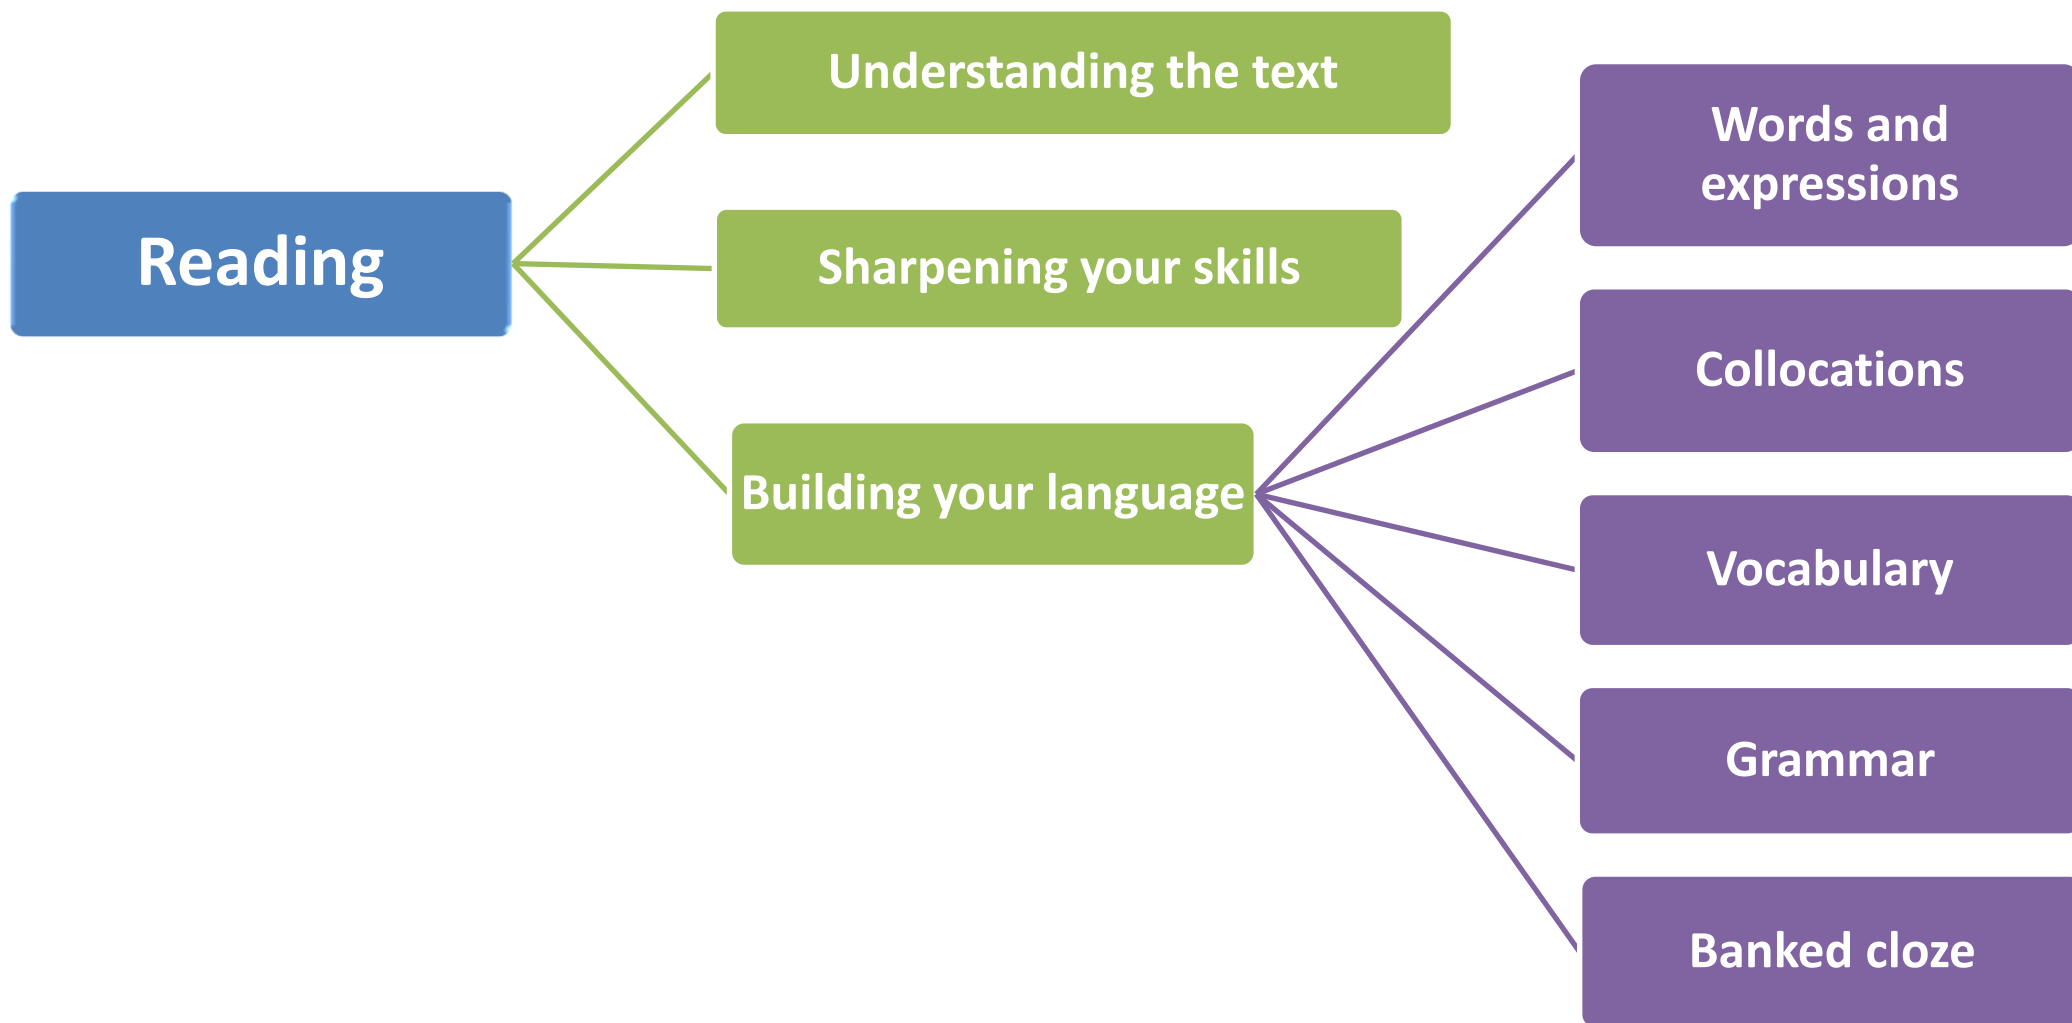 Reading
Understanding the text
Sharpening your skills
Building your language
Words and
expressions
Collocations
Vocabulary
Grammar
Banked cloze